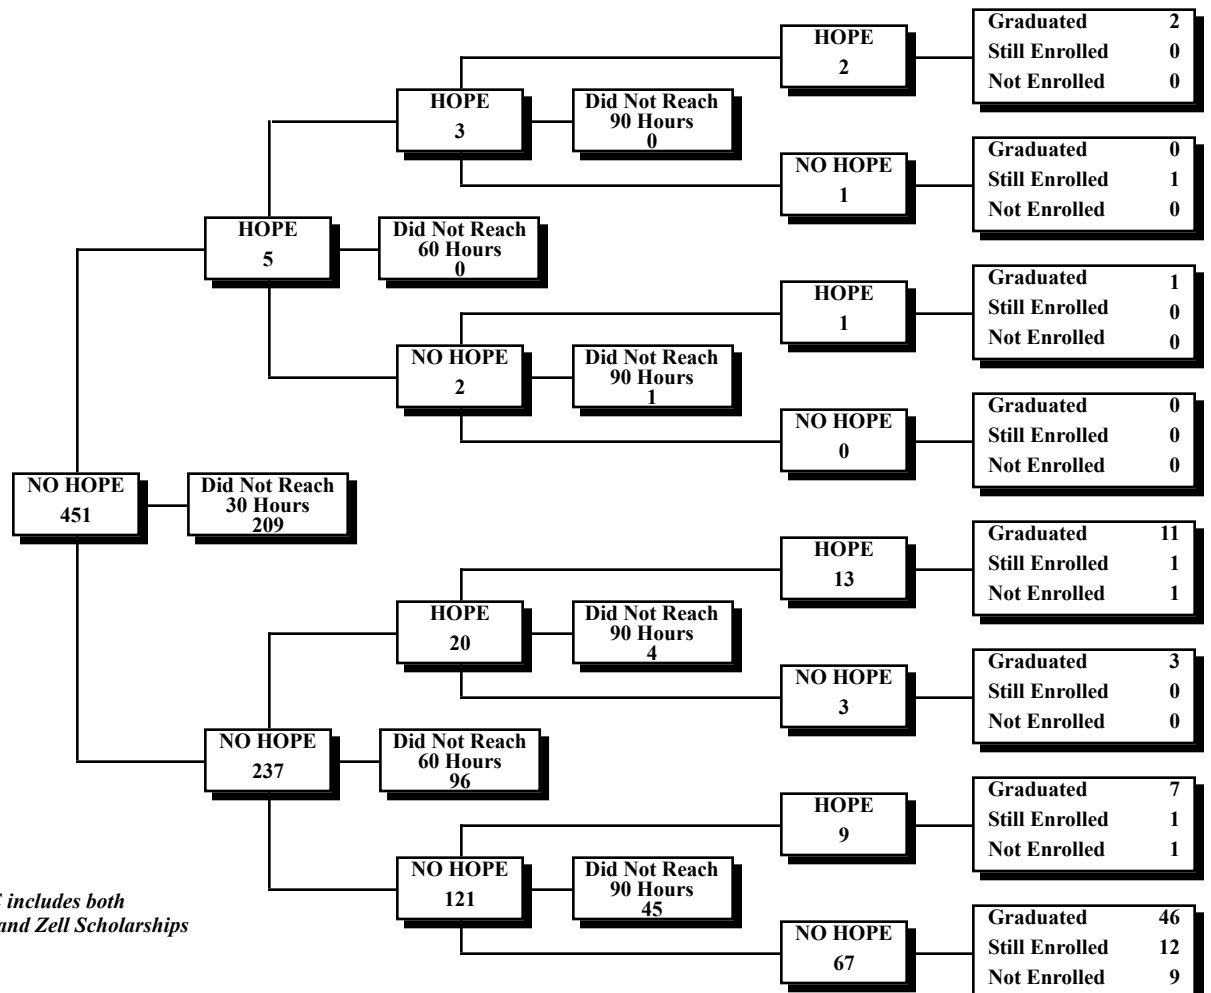 HOPE
2
Graduated 2
Still Enrolled 0
Not Enrolled 0
HOPE
3
Did Not Reach
90 Hours
0
NO HOPE
1
Graduated 0
Still Enrolled 1
Not Enrolled 0
HOPE
5
Did Not Reach
60 Hours
0
HOPE
1
Graduated 1
Still Enrolled 0
Not Enrolled 0
NO HOPE
2
Did Not Reach
90 Hours
1
NO HOPE
0
Graduated 0
Still Enrolled 0
Not Enrolled 0
NO HOPE
451
Did Not Reach
30 Hours
209
HOPE
13
Graduated 11
Still Enrolled 1
Not Enrolled 1
HOPE
20
Did Not Reach
90 Hours
4
NO HOPE
3
Graduated 3
Still Enrolled 0
Not Enrolled 0
NO HOPE
237
Did Not Reach
60 Hours
96
HOPE
9
Graduated 7
Still Enrolled 1
Not Enrolled 1
NO HOPE
121
Did Not Reach
90 Hours
45
NO HOPE
67
Graduated 46
Still Enrolled 12
Not Enrolled 9
includes both
and Zell Scholarships